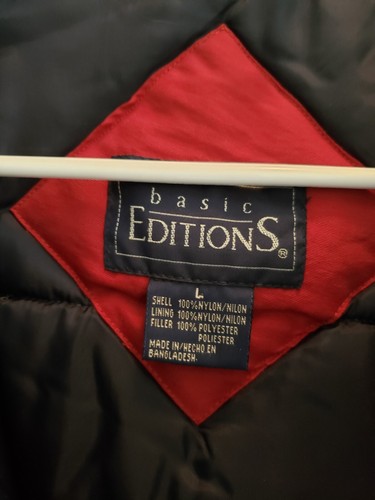 basic
EDITIONS®
L
SHELL 100%NYLON/NILON
LINING 100%NYLON/NILON
FILLER 100% POLYESTER
POLIESTER
MADE IN/HECHO EN
BANGLADESH